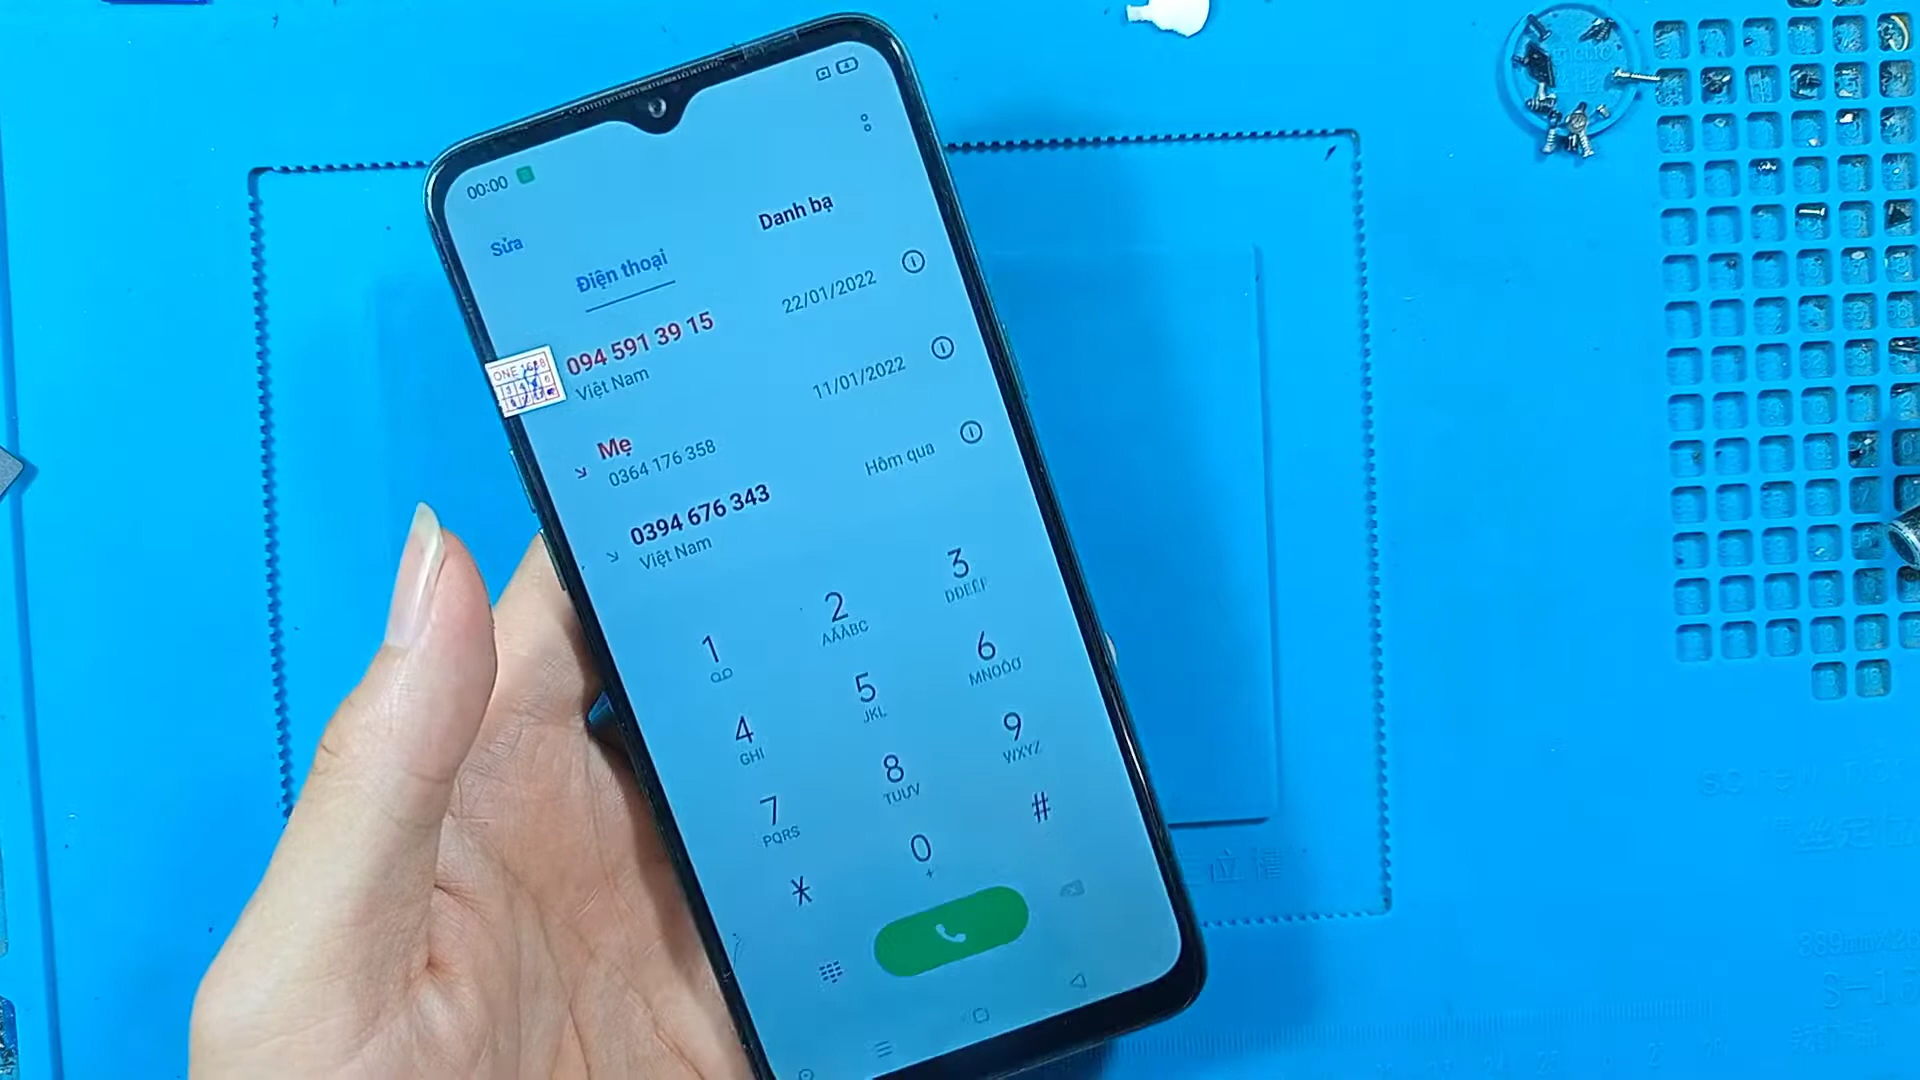 00:00
4
Sửa
Điện thoại
Danh bạ
094 591 39 15
Việt Nam
22/01/2022
Mẹ
0364 176 358
11/01/2022
0394 676 343
Việt Nam
Hôm qua
ONE
1
2
AĂÂBC
3
DĐEÊF
4
GHI
5
JKL
6
MNOÔƠ
7
PQRS
8
TUƯV
9
WXYZ
*
0
+
#